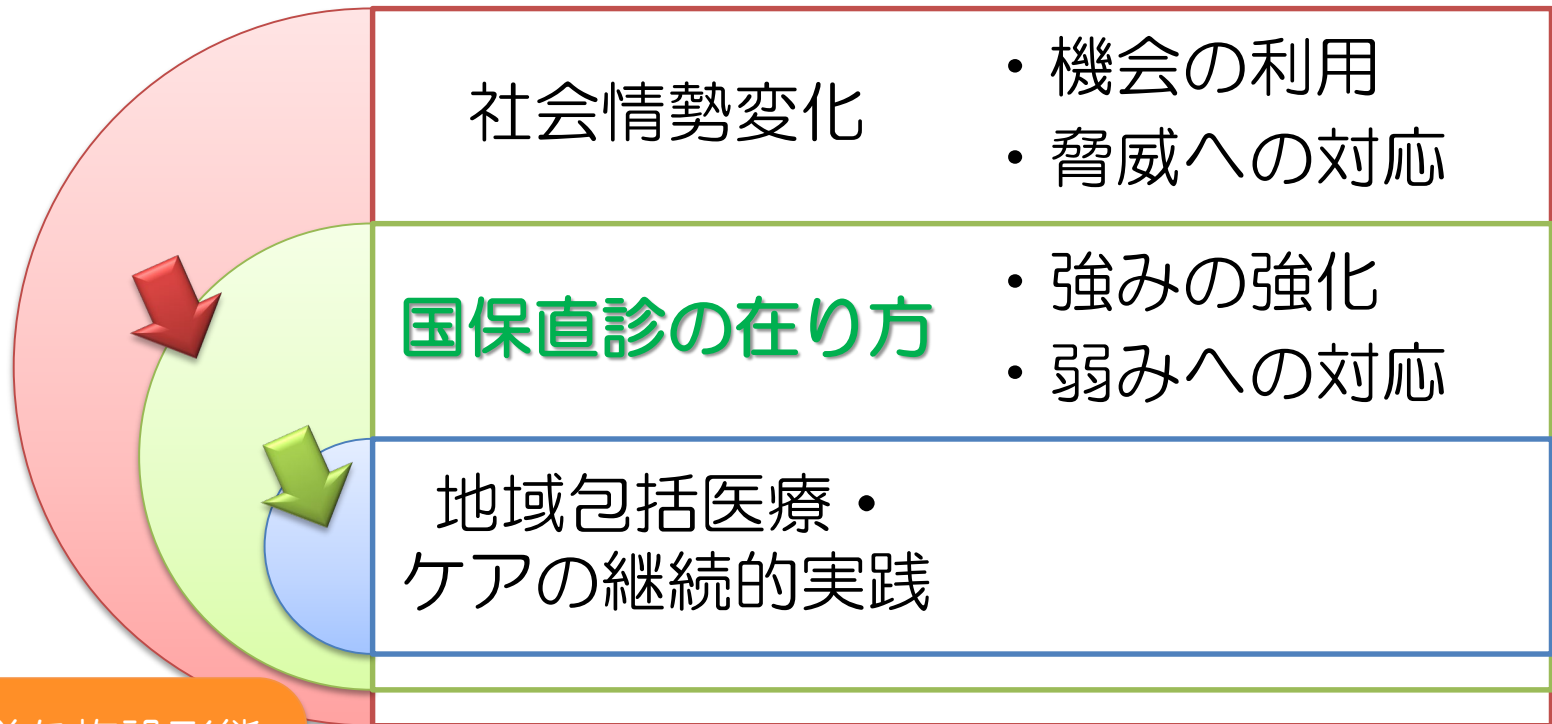 社会情勢変化
・機会の利用
・脅威への対応
国保直診の在り方
・強みの強化
・弱みへの対応
地域包括医療・
ケアの継続的実践